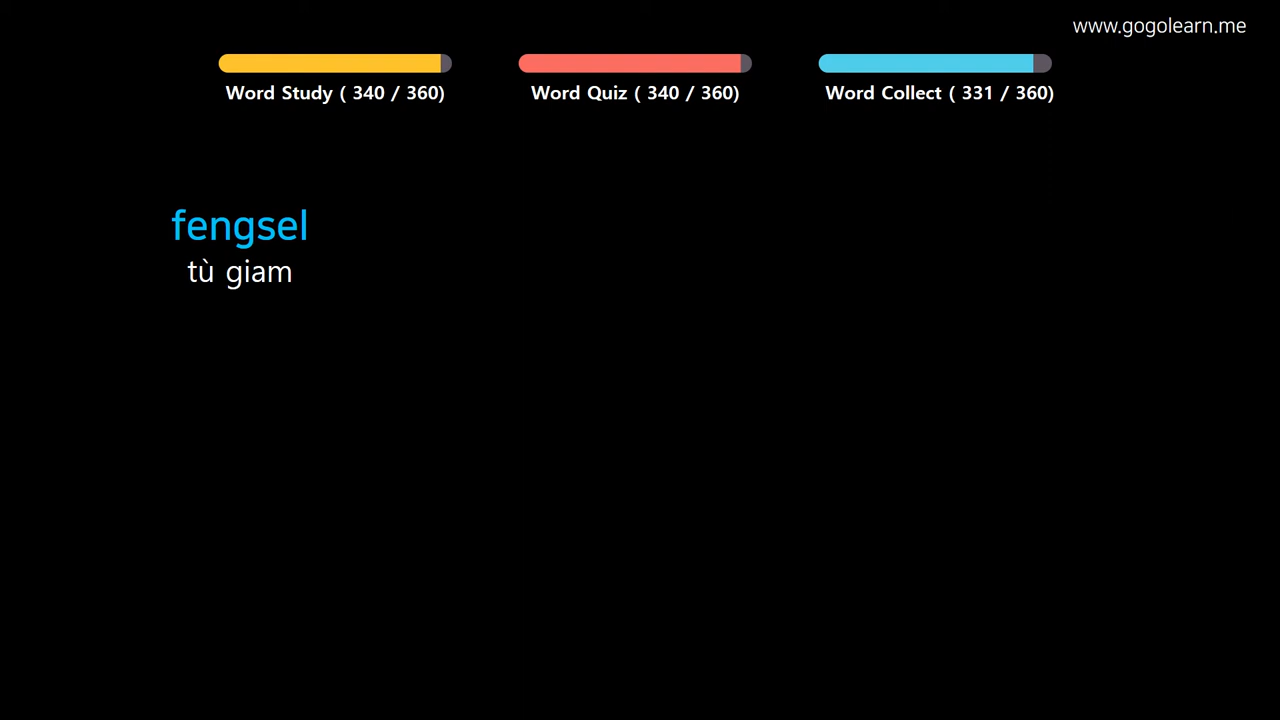 www.gogolearn.me
Word Study ( 340 / 360)
Word Quiz ( 340 / 360)
Word Collect ( 331 / 360)
fengsel
tù giam